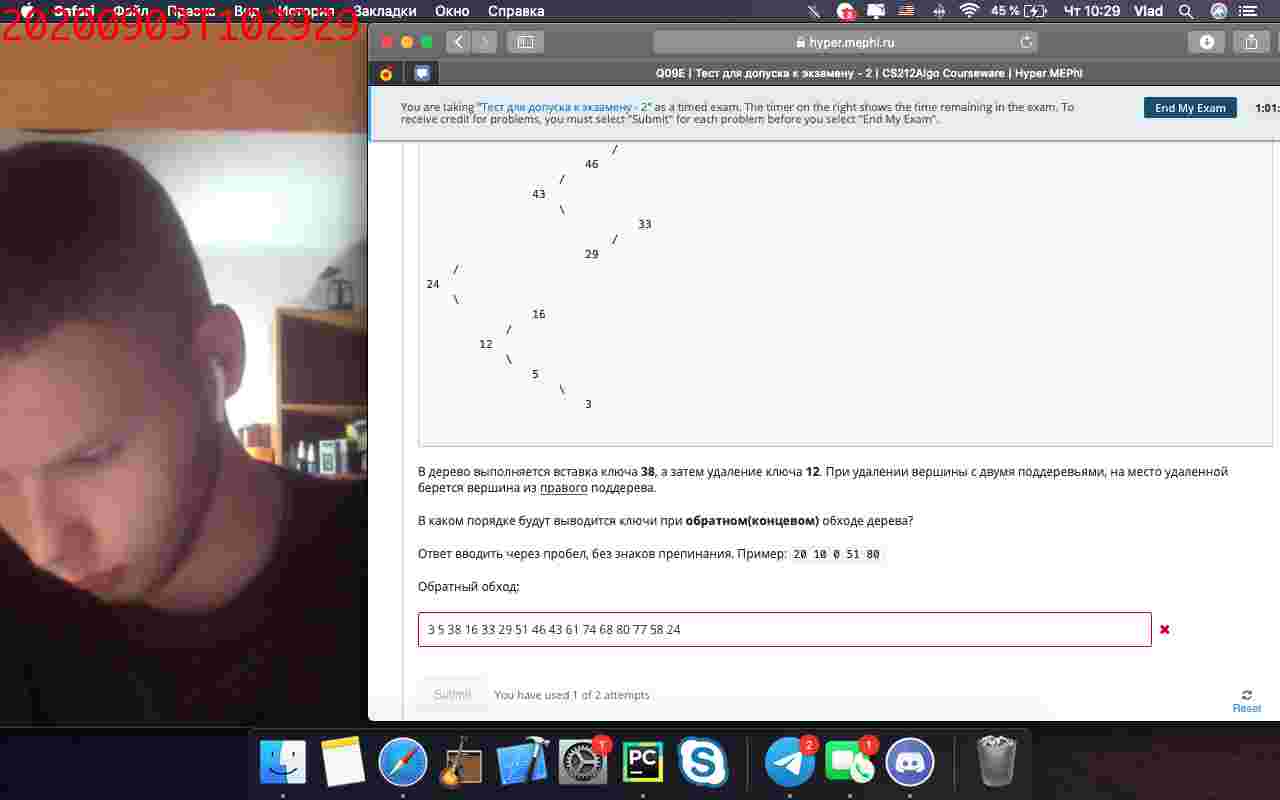 Safari Файл Правка Вид История Закладки Окно Справка 45 % Чт 10:29 Vlad
20200903T102929
hyper.mephi.ru
Q09E | Тест для допуска к экзамену - 2 | CS212Algo Courseware | Hyper.MEPhI
You are taking "Тест для допуска к экзамену - 2" as a timed exam. The timer on the right shows the time remaining in the exam. To
receive credit for problems, you must select "Submit" for each problem before you select "End My Exam".
End My Exam
1:01:
/
46
/
43
\
33
/
29
/
24
\
16
/
12
\
5
\
3
В дерево выполняется вставка ключа 38, а затем удаление ключа 12. При удалении вершины с двумя поддеревьями, на место удаленной
берется вершина из правого поддерева.
В каком порядке будут выводится ключи при обратном(концевом) обходе дерева?
Ответ вводить через пробел, без знаков препинания. Пример: 20 10 0 51 80
Обратный обход:
3 5 38 16 33 29 51 46 43 61 74 68 80 77 58 24
Submit
You have used 1 of 2 attempts
Reset
PC
2
1